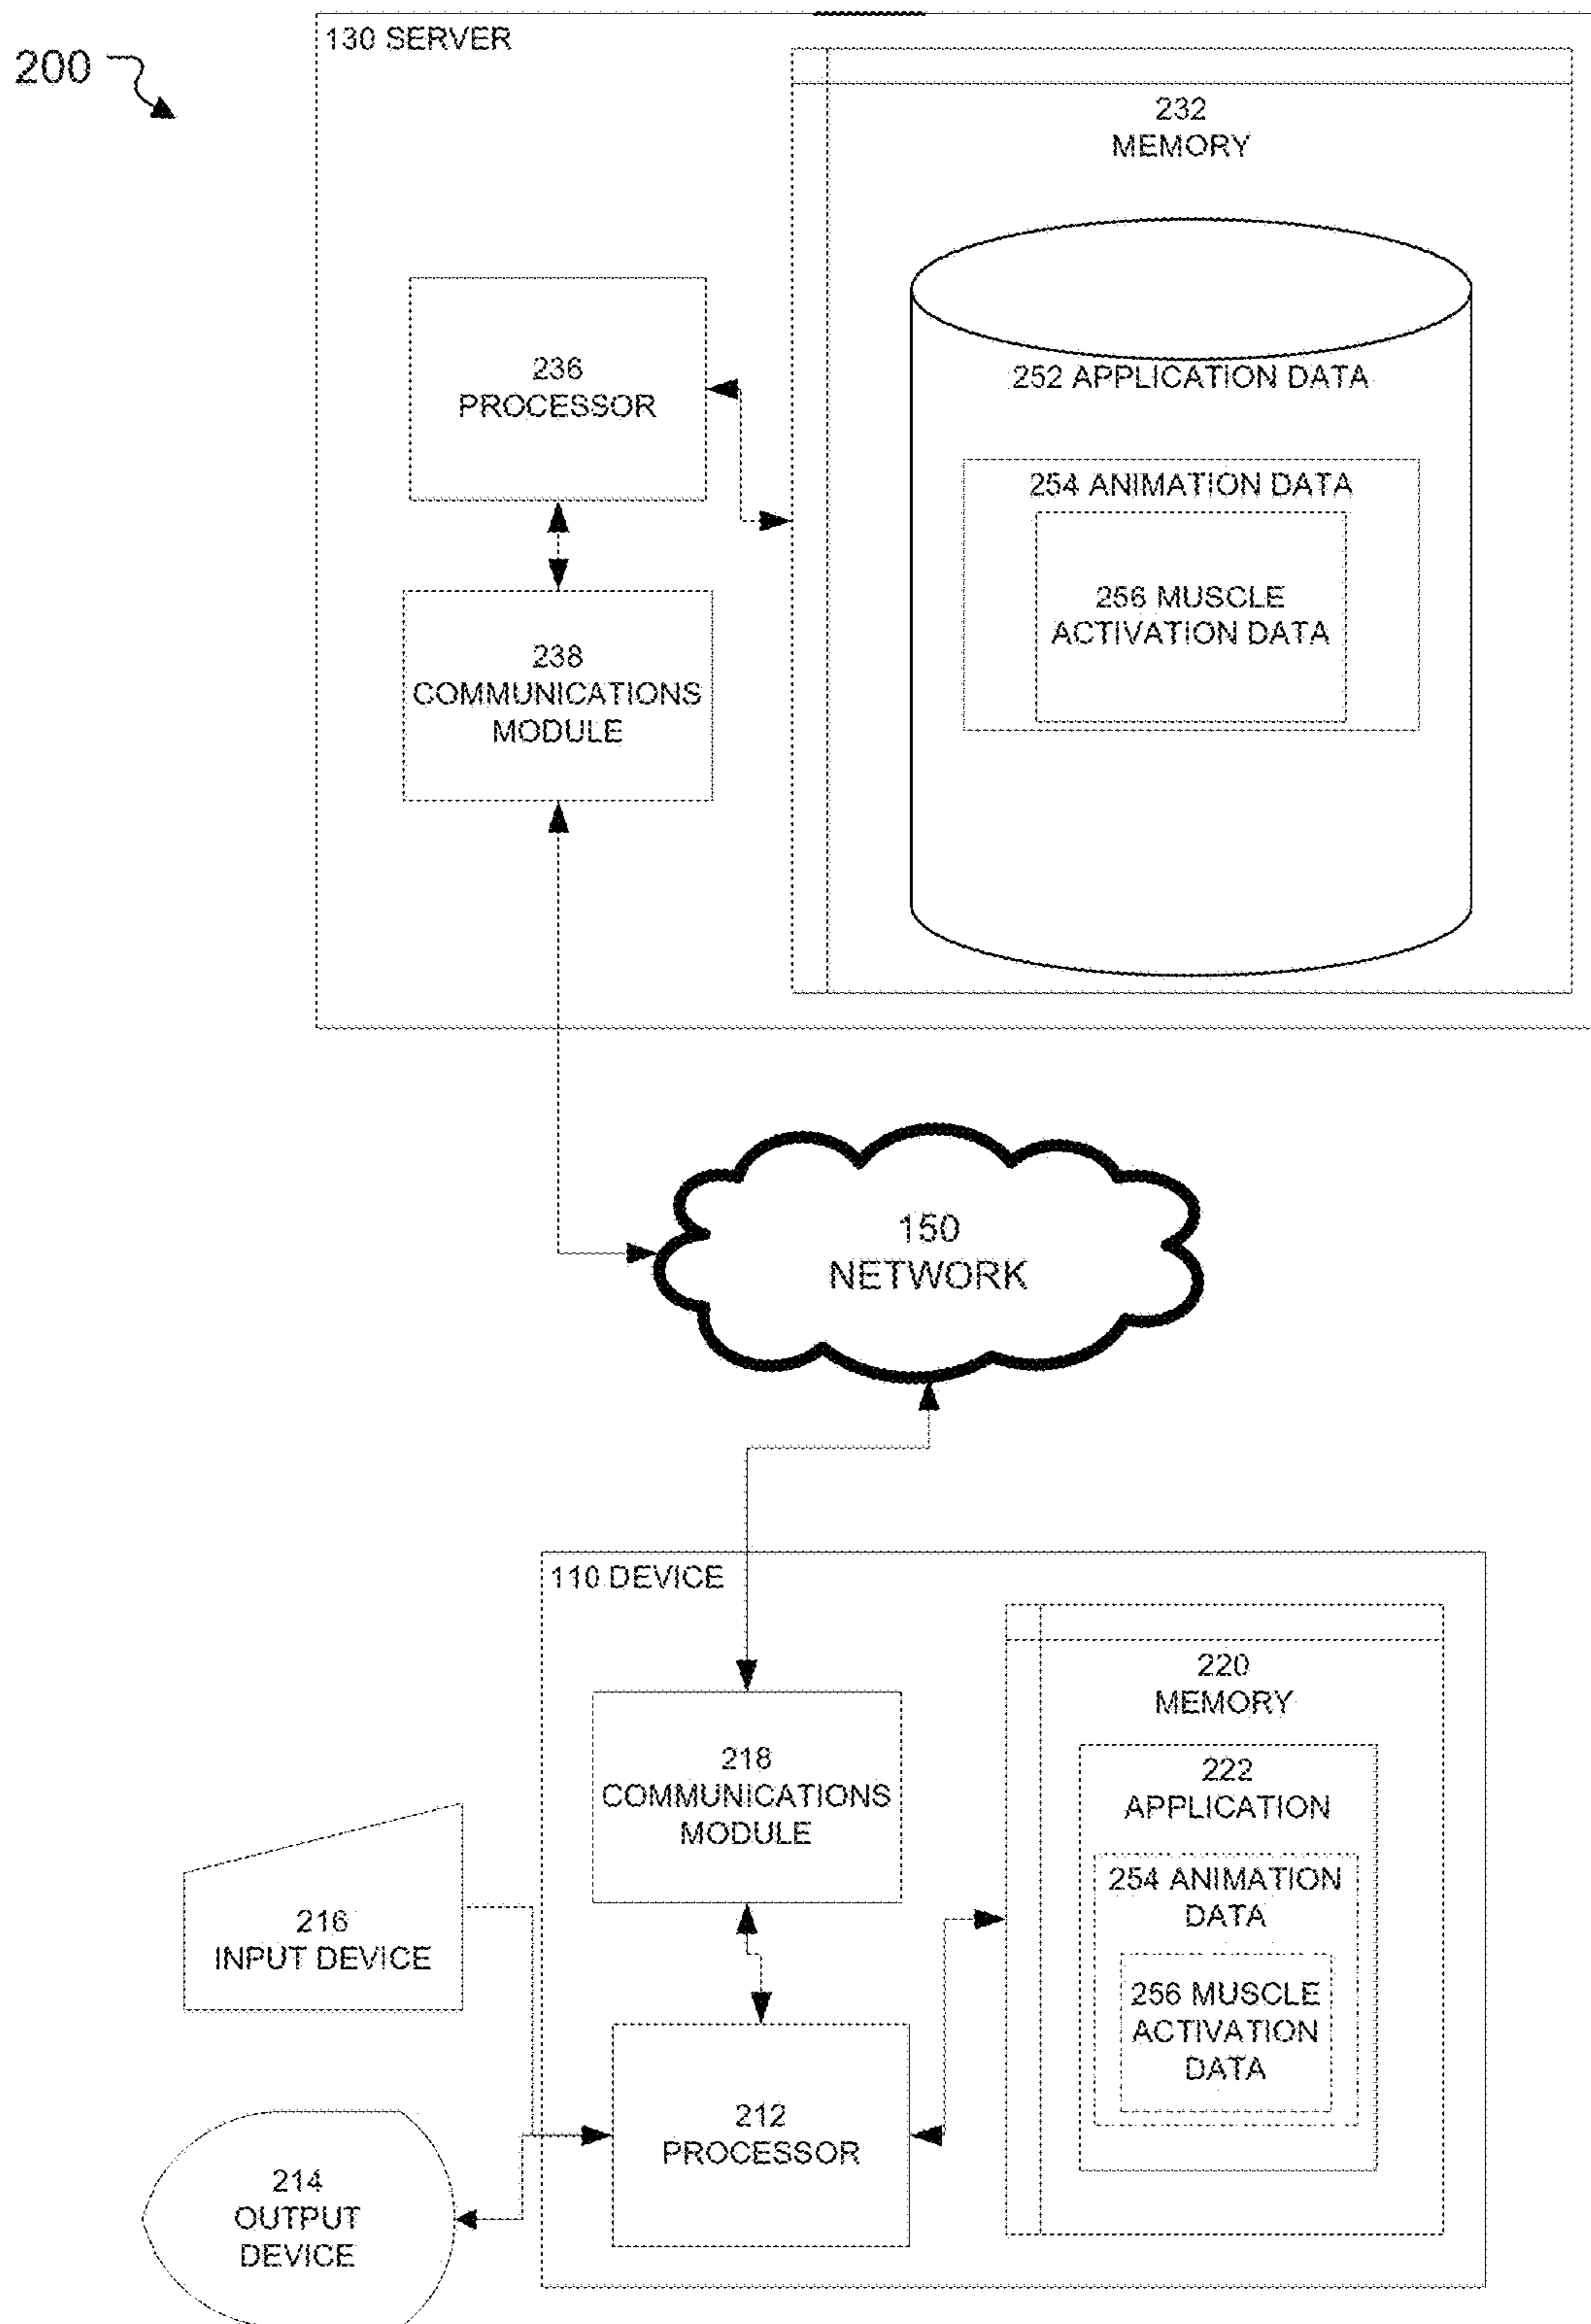 200
130 SERVER
232
MEMORY
252 APPLICATION DATA
254 ANIMATION DATA
256 MUSCLE
ACTIVATION DATA
236
PROCESSOR
238
COMMUNICATIONS
MODULE
150
NETWORK
110 DEVICE
218
COMMUNICATIONS
MODULE
220
MEMORY
222
APPLICATION
254 ANIMATION
DATA
256 MUSCLE
ACTIVATION
DATA
216
INPUT DEVICE
212
PROCESSOR
214
OUTPUT
DEVICE